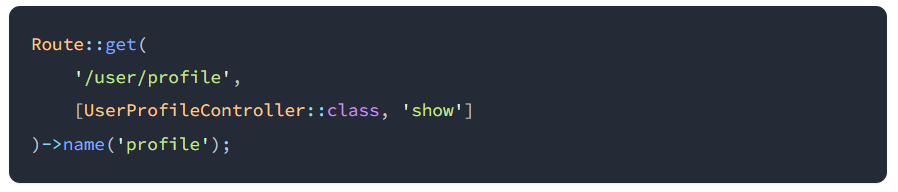 Route::get(
    '/user/profile',
    [UserProfileController::class, 'show']
)->name('profile');